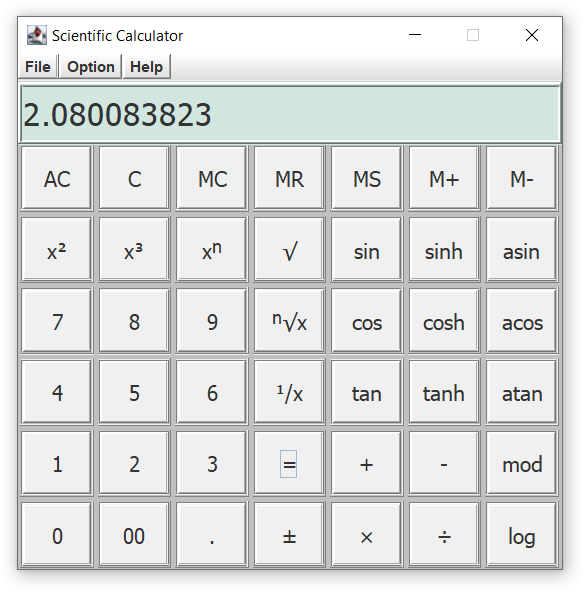 Scientific Calculator
File Option Help
2.080083823
AC C MC MR MS M+ M-
x² x³ xⁿ √ sin sinh asin
7 8 9 ⁿ√x cos cosh acos
4 5 6 ¹/x tan tanh atan
1 2 3 = + - mod
0 00 . ± × ÷ log